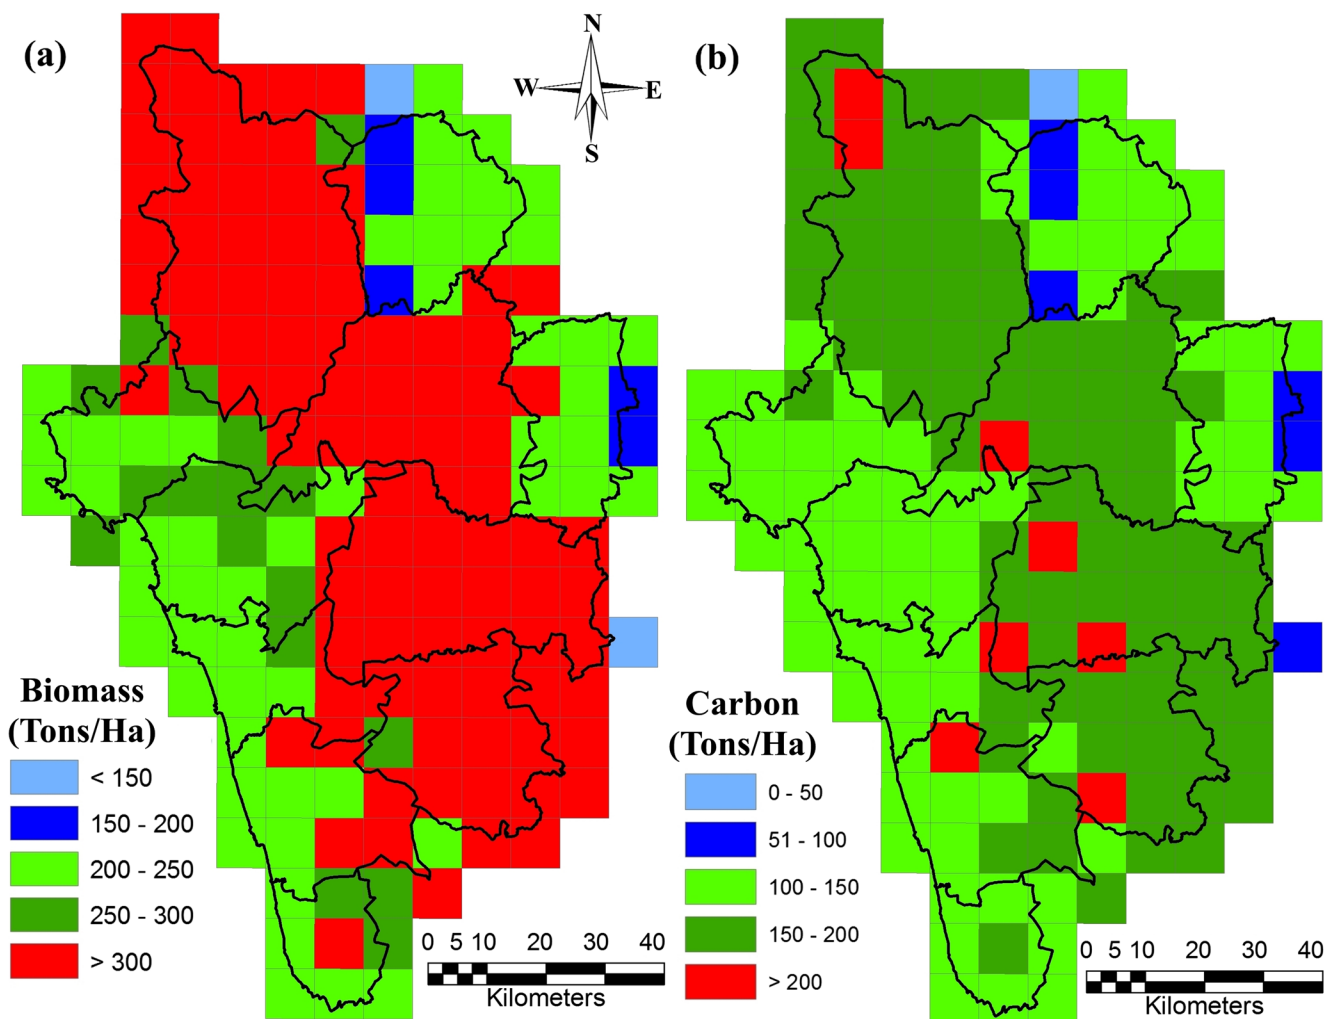 (a)
N
W
E
S
(b)
Biomass
(Tons/Ha)
< 150
150 - 200
200 - 250
250 - 300
> 300
0 5 10 20 30 40
Kilometers
Carbon
(Tons/Ha)
0 - 50
51 - 100
100 - 150
150 - 200
> 200
0 5 10 20 30 40
Kilometers